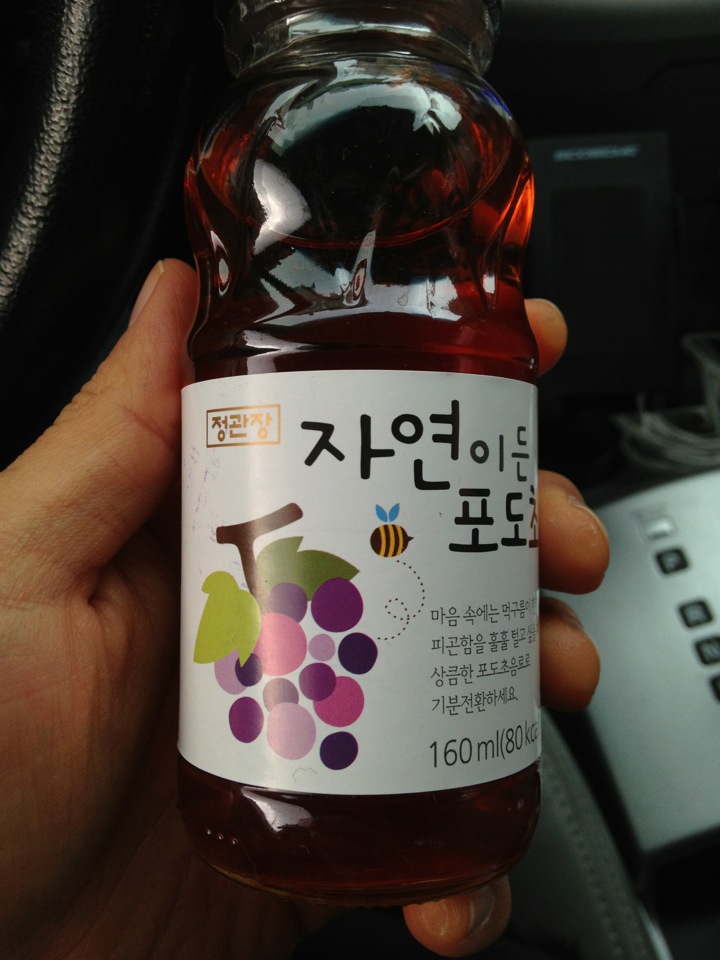 정관장
자연이든
포도초
마음 속에는 먹구름이
피곤함을 훌훌 털고
상큼한 포도초음료로
기분전환하세요.
160ml(80kc